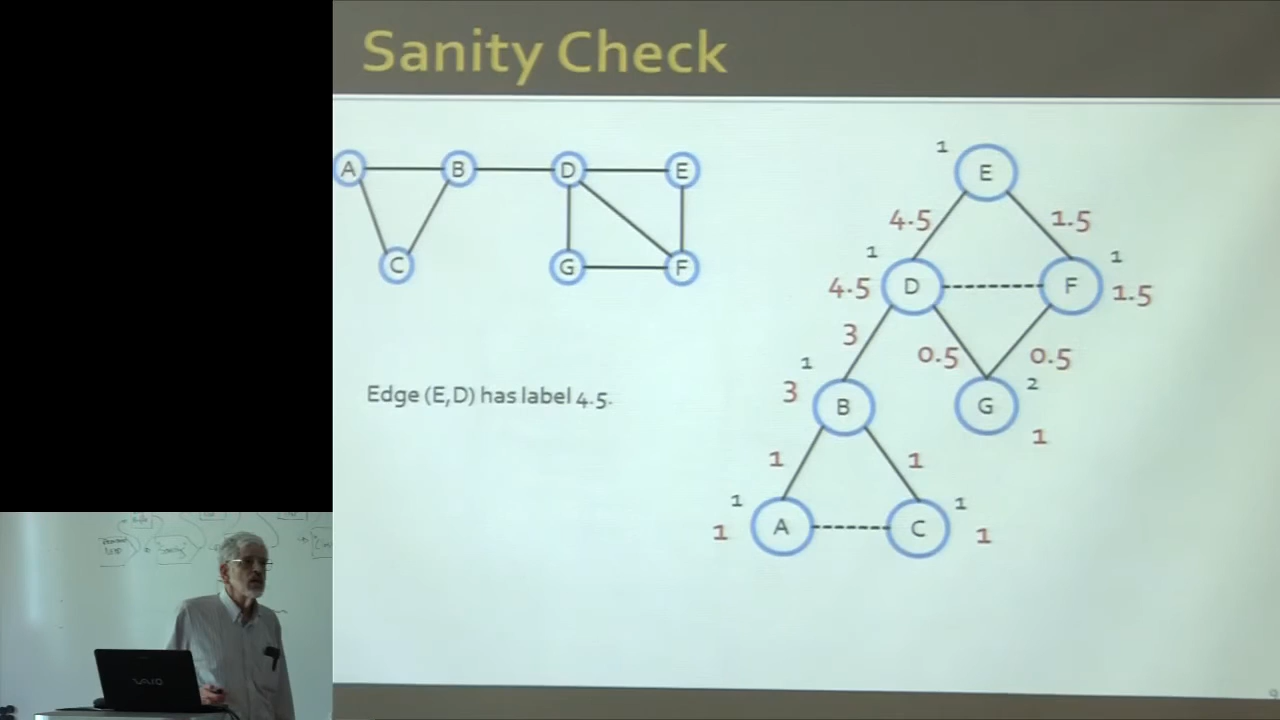 Sanity Check
A B D E
C G F
Edge (E,D) has label 4.5.
1 E
4.5 1.5
1 1
4.5 D F 1.5
3 0.5 0.5
1 2
3 B G
1
1 1
1 1
1 A C 1
VAIO
9